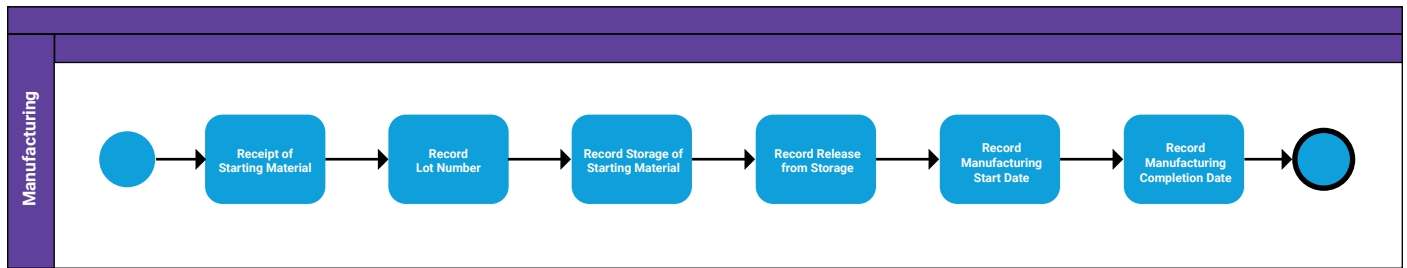 Manufacturing
Receipt of
Starting Material
Record
Lot Number
Record Storage of
Starting Material
Record Release
from Storage
Record
Manufacturing
Start Date
Record
Manufacturing
Completion Date